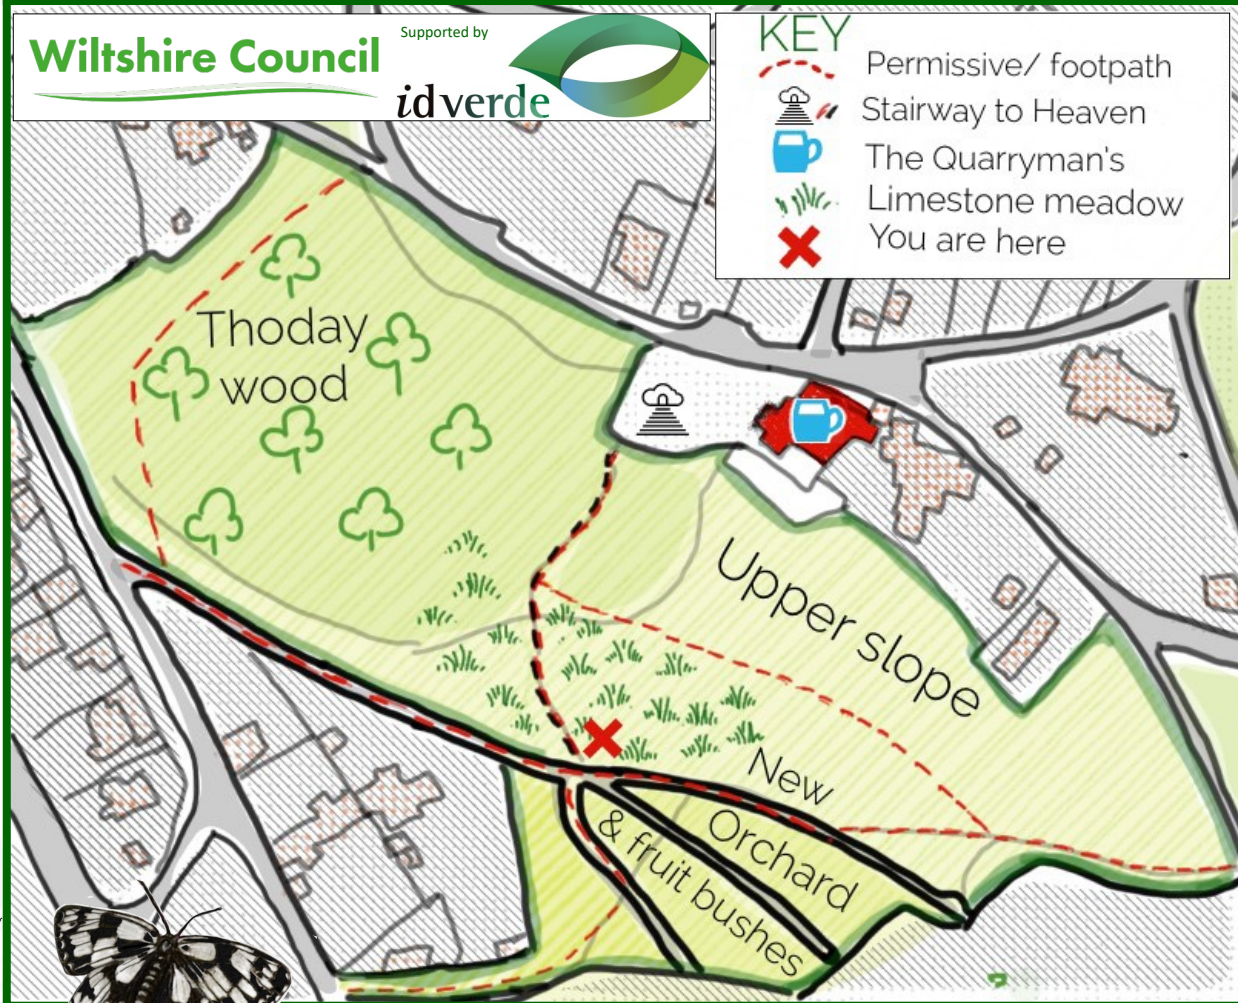 Wiltshire Council
Supported by
idverde
KEY
Permissive/ footpath
Stairway to Heaven
The Quarryman's
Limestone meadow
You are here
Thoday
wood
Upper slope
New
Orchard
& fruit bushes